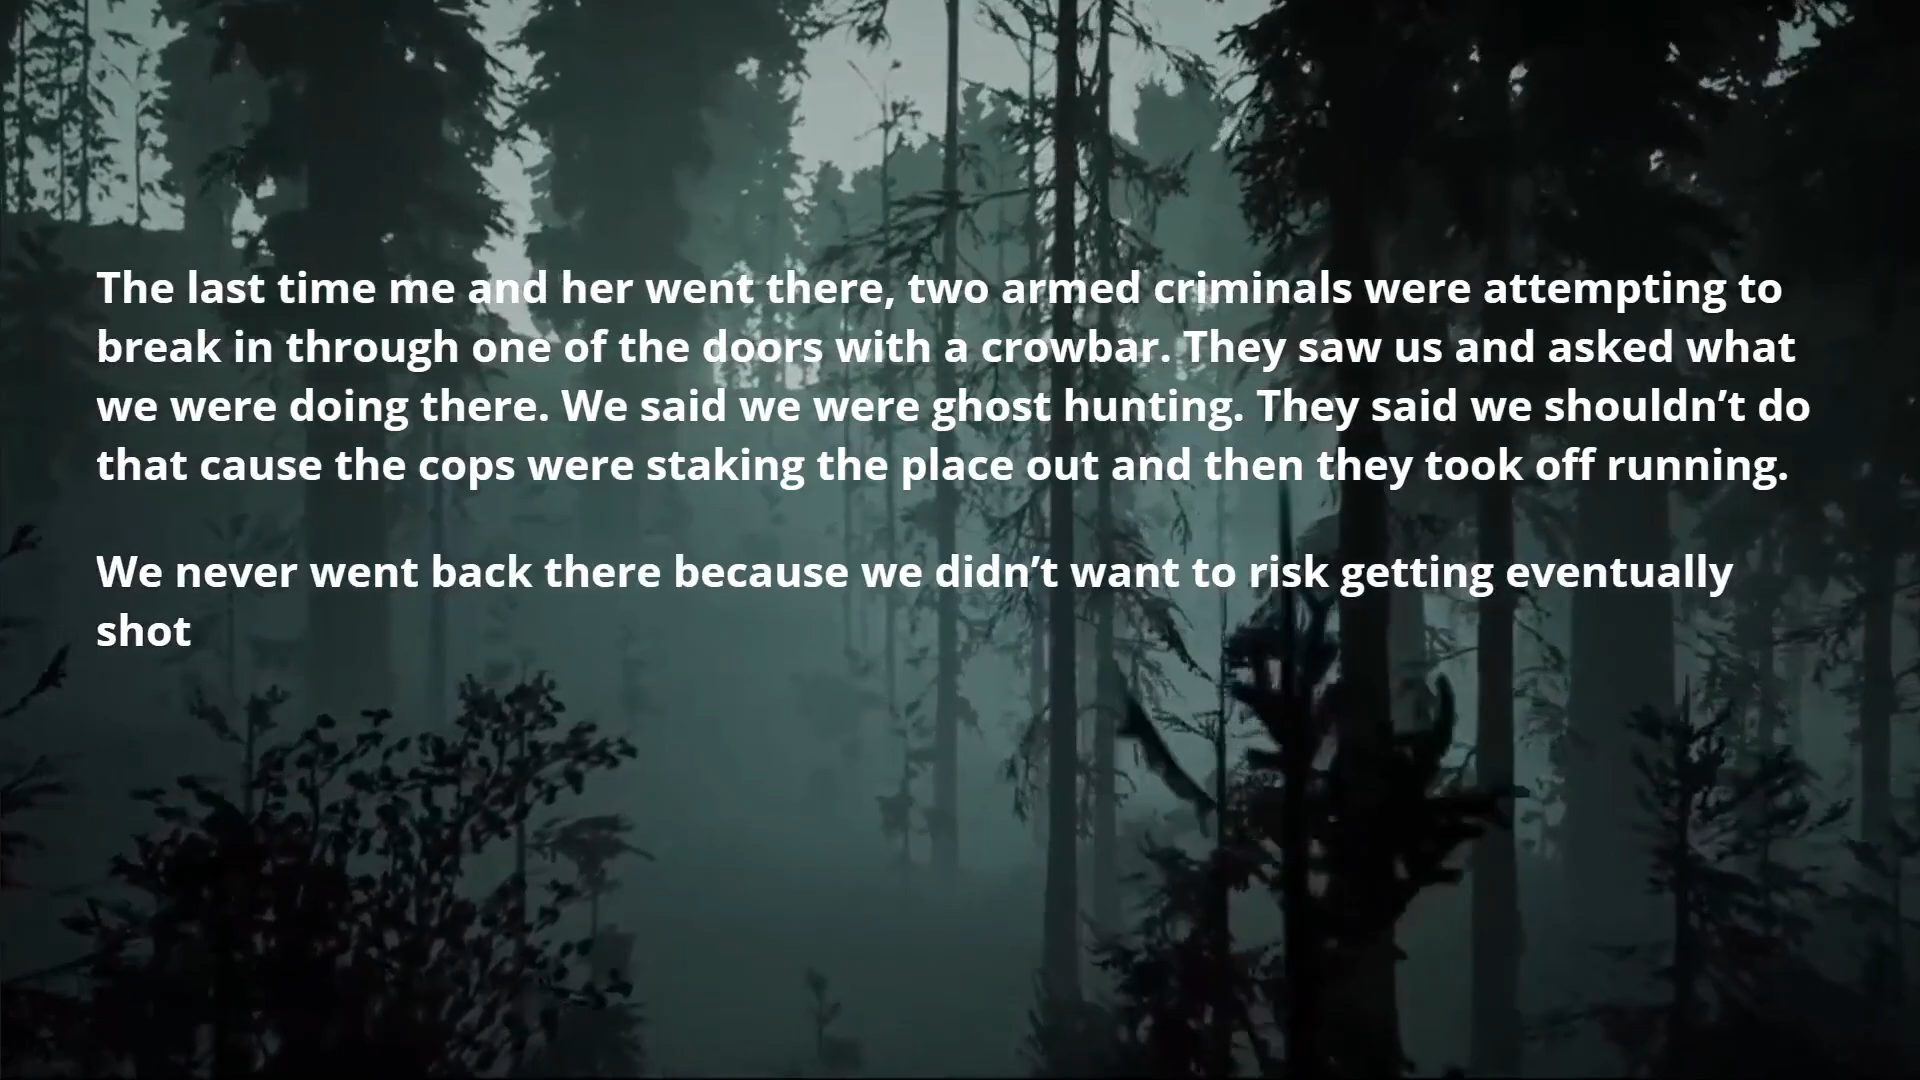 The last time me and her went there, two armed criminals were attempting to
break in through one of the doors with a crowbar. They saw us and asked what
we were doing there. We said we were ghost hunting. They said we shouldn’t do
that cause the cops were staking the place out and then they took off running.
We never went back there because we didn’t want to risk getting eventually
shot